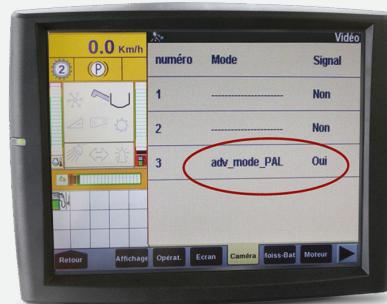 Vidéo
0.0 Km/h
numéro Mode Signal
2 P
1 -------------------- Non
2 -------------------- Non
3 adv_mode_PAL Oui
Retour Affichage Opérat. Ecran Caméra Moiss-Bat Moteur